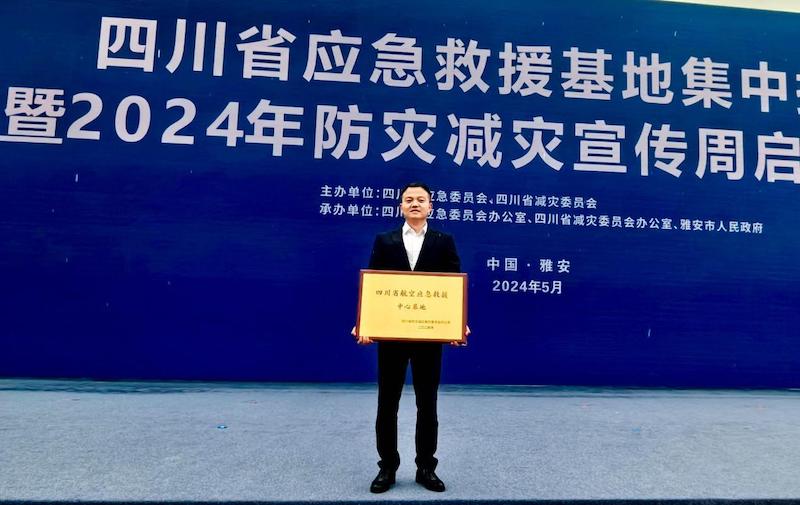 四川省应急救援基地集中
暨2024年防灾减灾宣传周启
主办单位:四川 应急委员会、四川省减灾委员会
承办单位:四川 应急委员会办公室、四川省减灾委员会办公室、雅安市人民政府
中国·雅安
2024年5月
四川省航空应急救援
中心基地